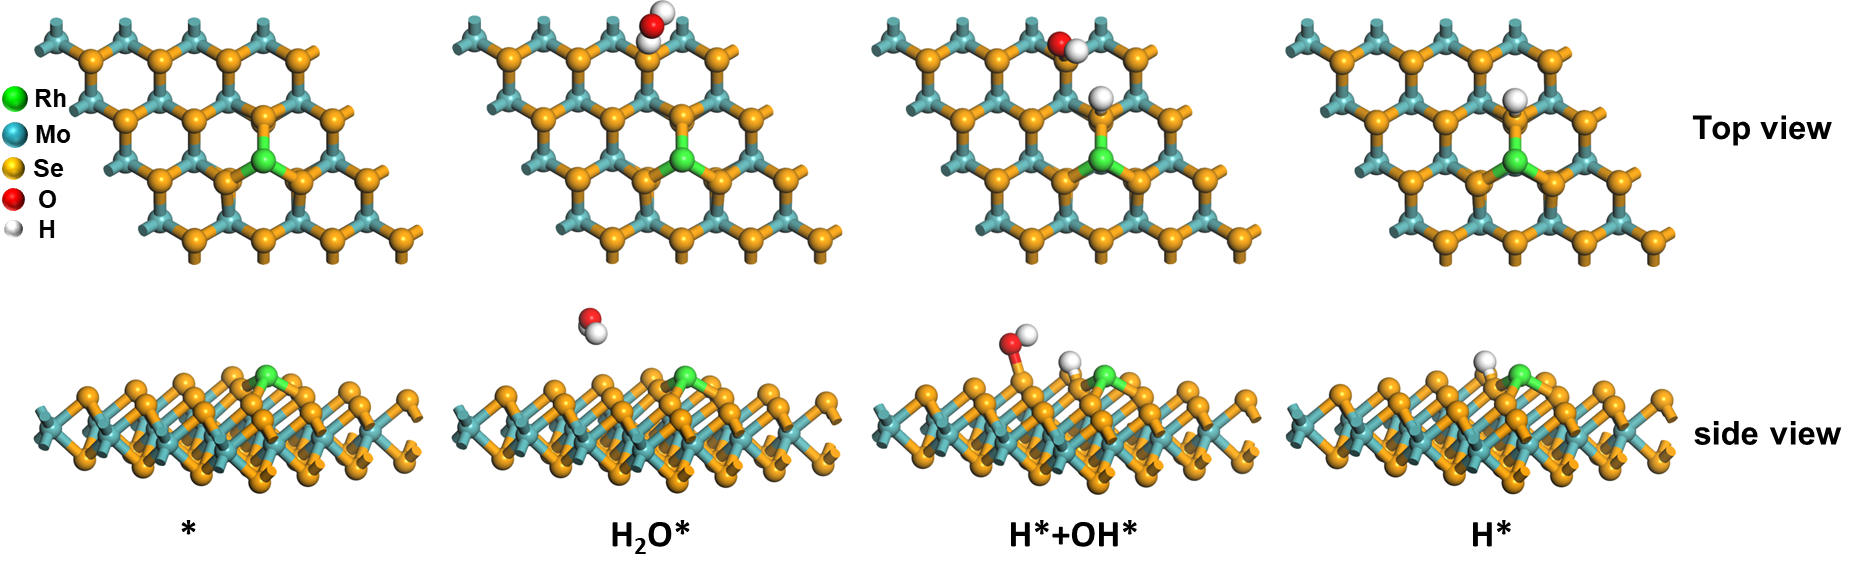 Rh
Mo
Se
O
H
Top view
side view
*
H₂O*
H*+OH*
H*